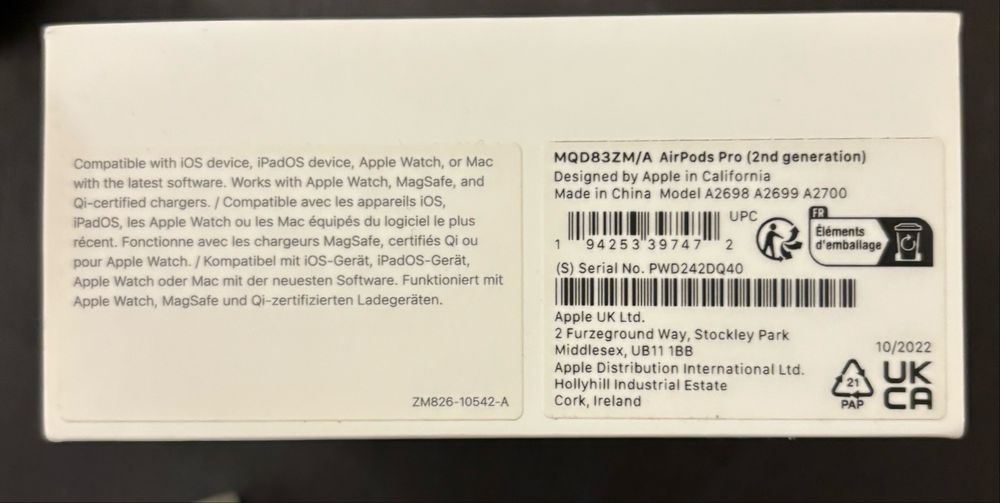 Compatible with iOS device, iPadOS device, Apple Watch, or Mac
with the latest software. Works with Apple Watch, MagSafe, and
Qi-certified chargers. / Compatible avec les appareils iOS,
iPadOS, les Apple Watch ou les Mac équipés du logiciel le plus
récent. Fonctionne avec les chargeurs MagSafe, certifiés Qi ou
pour Apple Watch. / Kompatibel mit iOS-Gerät, iPadOS-Gerät,
Apple Watch oder Mac mit der neuesten Software. Funktioniert mit
Apple Watch, MagSafe und Qi-zertifizierten Ladegeräten.
ZM826-10542-A
MQD83ZM/A AirPods Pro (2nd generation)
Designed by Apple in California
Made in China Model A2698 A2699 A2700
UPC
1 94253 39747 2
FR
Éléments
d'emballage
(S) Serial No. PWD242DQ40
Apple UK Ltd.
2 Furzeground Way, Stockley Park
Middlesex, UB11 1BB
Apple Distribution International Ltd.
Hollyhill Industrial Estate
Cork, Ireland
10/2022
21
PAP
UK
CA